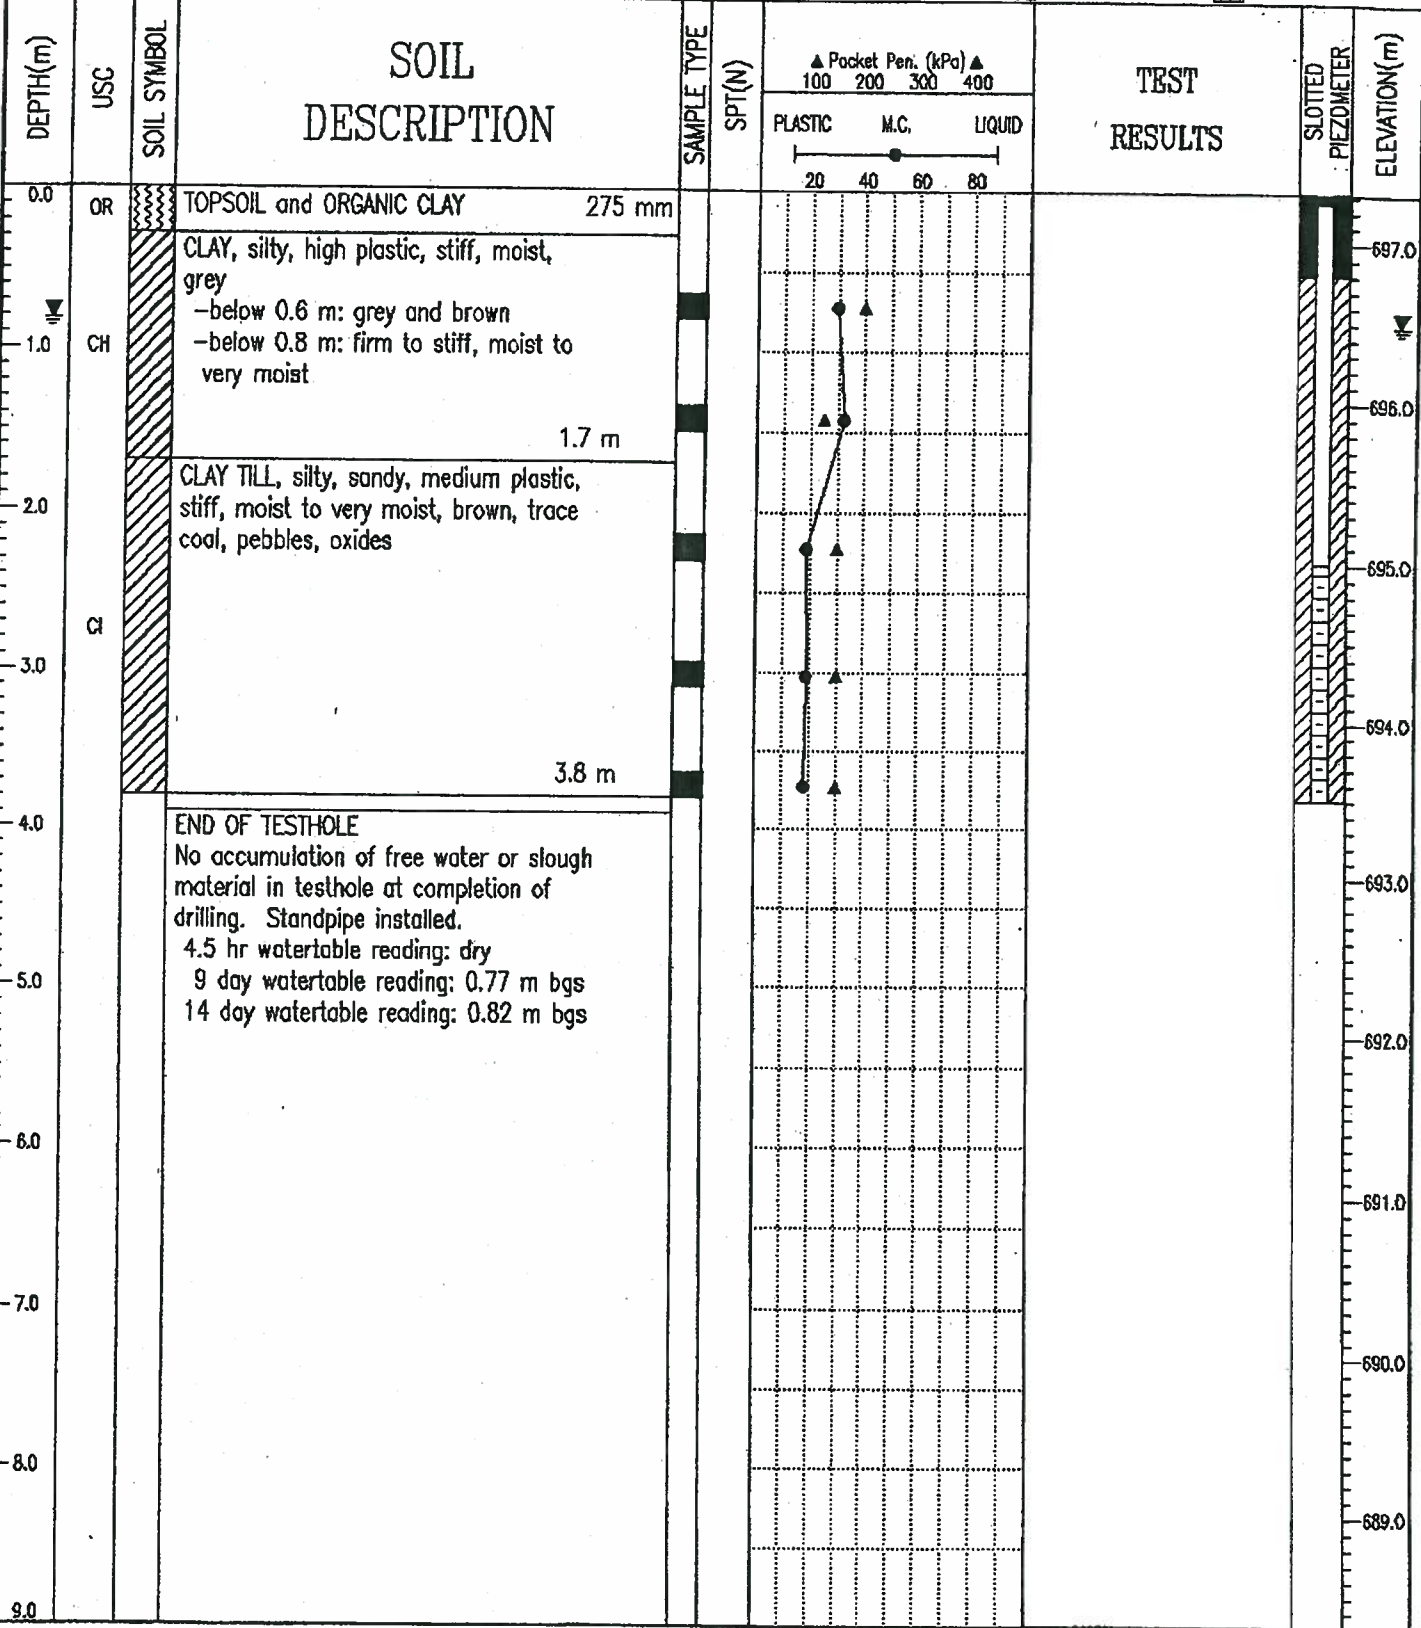 DEPTH(m)
USC
SOIL SYMBOL
SOIL
DESCRIPTION
SAMPLE TYPE
SPT(N)
▲ Pocket Pen. (kPa) ▲
100 200 300 400
PLASTIC M.C. LIQUID
20 40 60 80
TEST
RESULTS
SLOTTED
PIEZOMETER
ELEVATION(m)
0.0
OR
TOPSOIL and ORGANIC CLAY 275 mm
CLAY, silty, high plastic, stiff, moist,
grey
-below 0.6 m: grey and brown
-below 0.8 m: firm to stiff, moist to
very moist
1.0
CH
1.7 m
CLAY TILL, silty, sandy, medium plastic,
stiff, moist to very moist, brown, trace
coal, pebbles, oxides
2.0
CI
3.0
3.8 m
4.0
END OF TESTHOLE
No accumulation of free water or slough
material in testhole at completion of
drilling. Standpipe installed.
4.5 hr watertable reading: dry
9 day watertable reading: 0.77 m bgs
14 day watertable reading: 0.82 m bgs
5.0
6.0
7.0
8.0
9.0
697.0
696.0
695.0
694.0
693.0
692.0
691.0
690.0
689.0